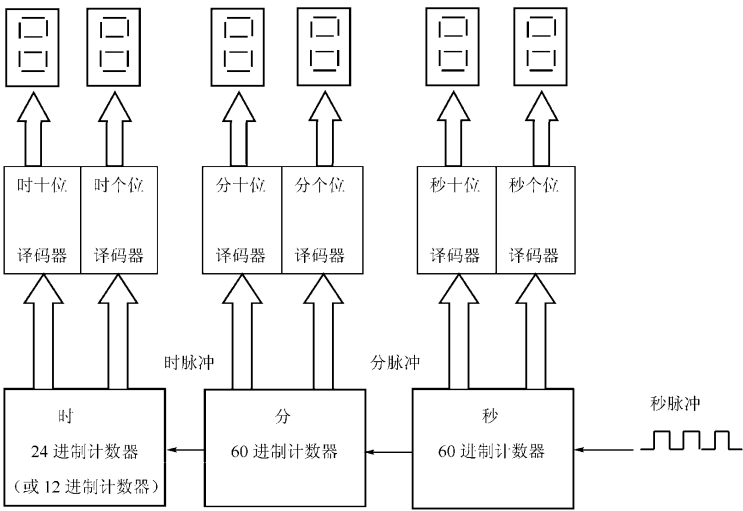 时十位 时个位 分十位 分个位 秒十位 秒个位
译码器 译码器 译码器 译码器 译码器 译码器
时脉冲 分脉冲
秒脉冲
时 分 秒
24 进制计数器 60 进制计数器 60 进制计数器
（或 12 进制计数器）